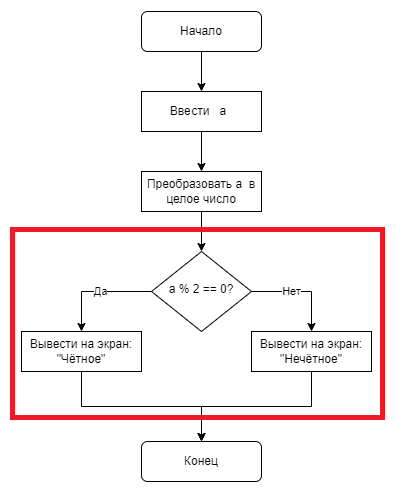 Начало
Ввести а
Преобразовать а в
целое число
а % 2 == 0?
Да
Нет
Вывести на экран:
"Чётное"
Вывести на экран:
"Нечётное"
Конец